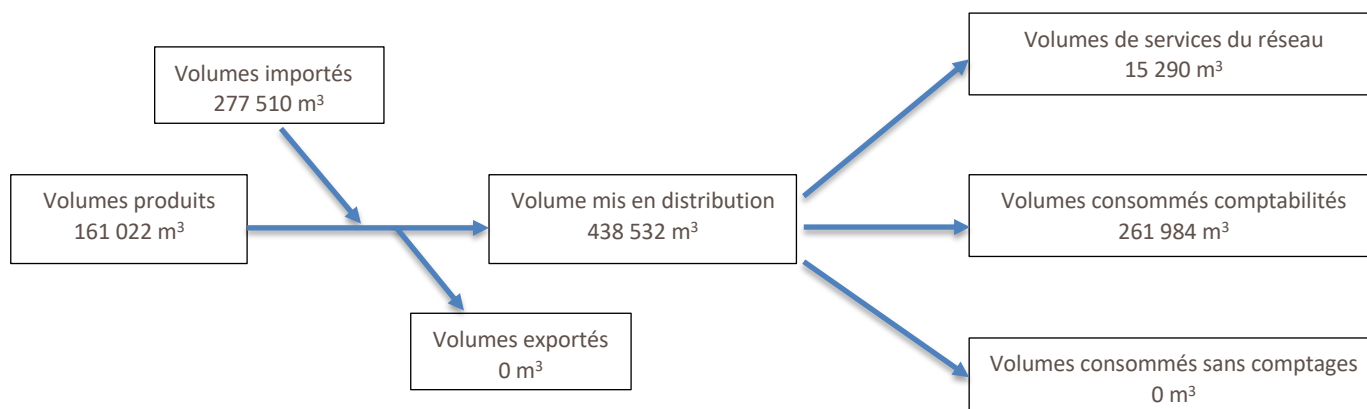 Volumes importés
277 510 m³
Volumes produits
161 022 m³
Volumes exportés
0 m³
Volume mis en distribution
438 532 m³
Volumes de services du réseau
15 290 m³
Volumes consommés comptabilités
261 984 m³
Volumes consommés sans comptages
0 m³